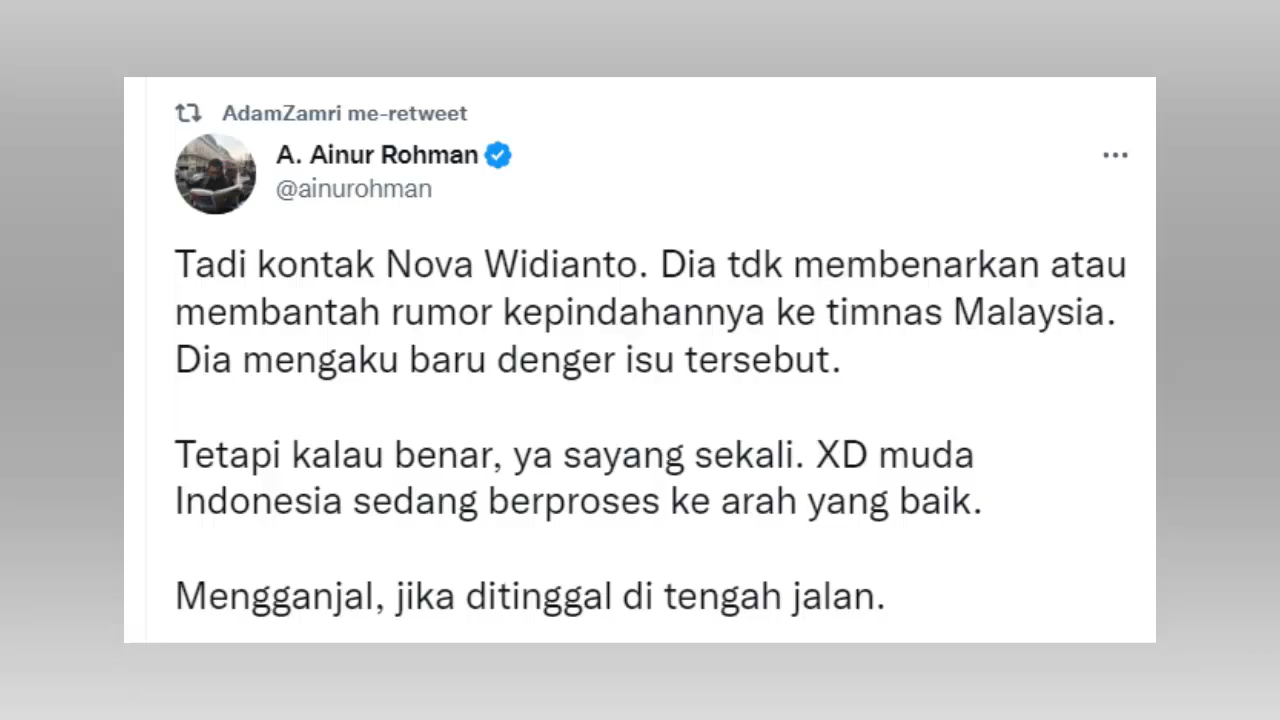 AdamZamri me-retweet
A. Ainur Rohman
@ainurohman
Tadi kontak Nova Widianto. Dia tdk membenarkan atau
membantah rumor kepindahannya ke timnas Malaysia.
Dia mengaku baru denger isu tersebut.
Tetapi kalau benar, ya sayang sekali. XD muda
Indonesia sedang berproses ke arah yang baik.
Mengganjal, jika ditinggal di tengah jalan.